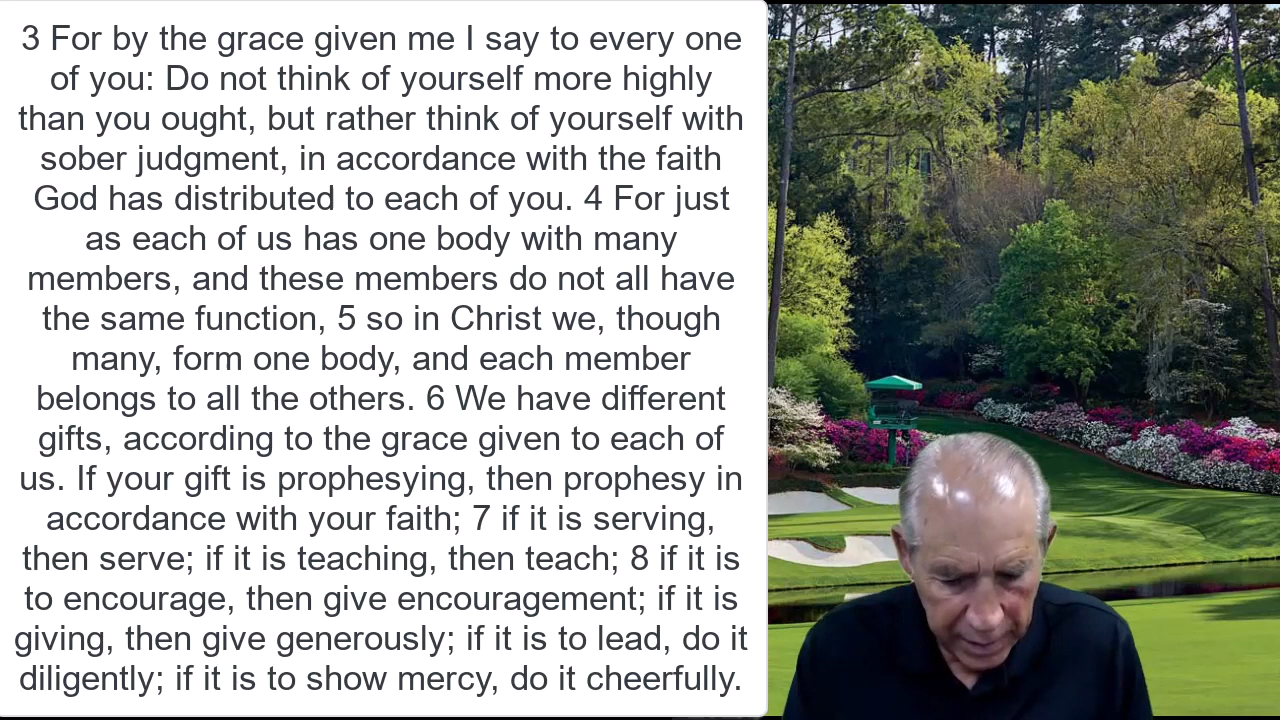 3 For by the grace given me I say to every one
of you: Do not think of yourself more highly
than you ought, but rather think of yourself with
sober judgment, in accordance with the faith
God has distributed to each of you. 4 For just
as each of us has one body with many
members, and these members do not all have
the same function, 5 so in Christ we, though
many, form one body, and each member
belongs to all the others. 6 We have different
gifts, according to the grace given to each of
us. If your gift is prophesying, then prophesy in
accordance with your faith; 7 if it is serving,
then serve; if it is teaching, then teach; 8 if it is
to encourage, then give encouragement; if it is
giving, then give generously; if it is to lead, do it
diligently; if it is to show mercy, do it cheerfully.